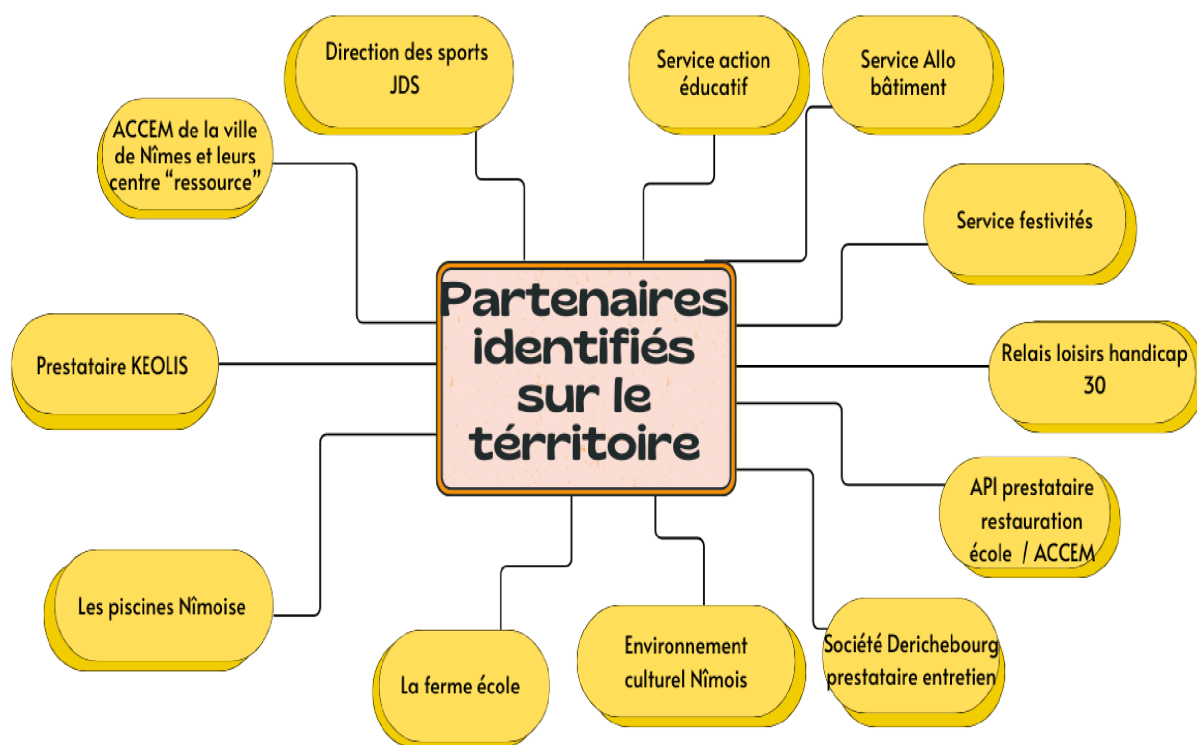 Direction des sports
JDS
Service action
éducatif
Service Allo
bâtiment
ACCEM de la ville
de Nîmes et leurs
centre “ressource”
Service festivités
Partenaires
identifiés
sur le
térritoire
Prestataire KEOLIS
Relais loisirs handicap
30
API prestataire
restauration
école / ACCEM
Les piscines Nîmoise
La ferme école
Environnement
culturel Nîmois
Société Derichebourg
prestataire entretien